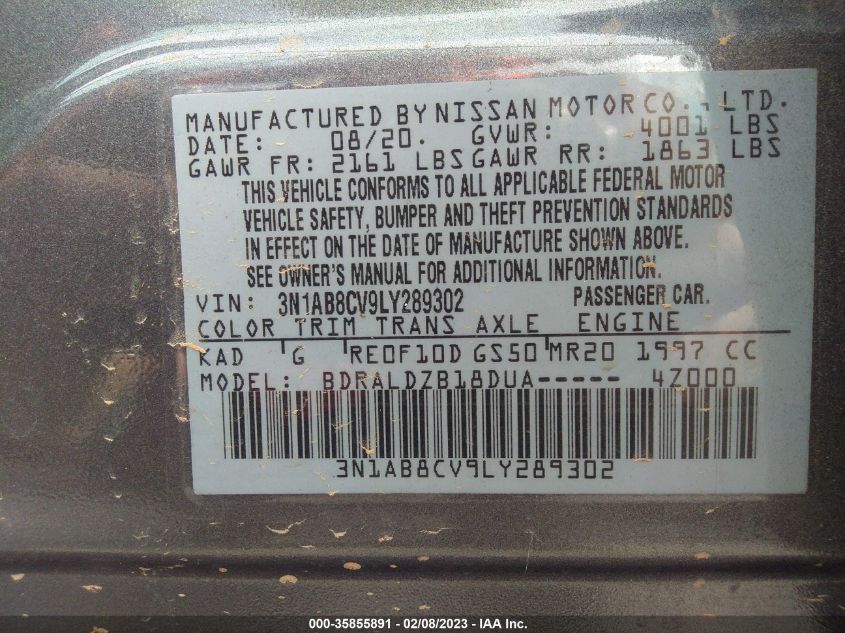 MANUFACTURED BY NISSAN MOTOR CO., LTD.
DATE: 08/20. GVWR: 4001 LBS
GAWR FR: 2161 LBS GAWR RR: 1863 LBS
THIS VEHICLE CONFORMS TO ALL APPLICABLE FEDERAL MOTOR
VEHICLE SAFETY, BUMPER AND THEFT PREVENTION STANDARDS
IN EFFECT ON THE DATE OF MANUFACTURE SHOWN ABOVE.
SEE OWNER'S MANUAL FOR ADDITIONAL INFORMATION.
VIN: 3N1AB8CV9LY289302 PASSENGER CAR.
COLOR TRIM TRANS AXLE ENGINE
KAD G RE0F10D GS50 MR20 1997 CC
MODEL: BDRALDZB18DUA----- 4Z000
3N1AB8CV9LY289302
000-35855891 - 02/08/2023 - IAA Inc.